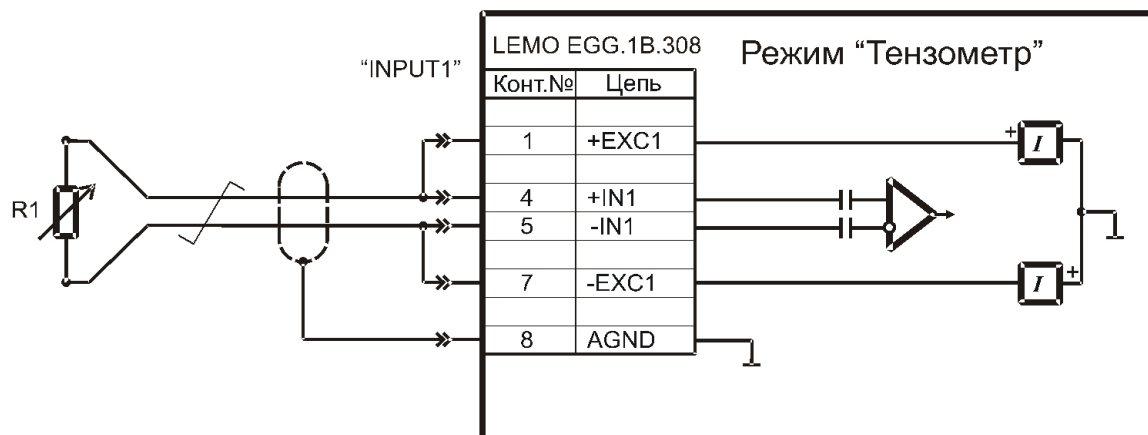 LEMO EGG.1B.308
Режим “Тензометр”
“INPUT1”
Конт.№ Цепь
1 +EXC1
+ I
4 +IN1
R1
5 -IN1
7 -EXC1
I +
8 AGND